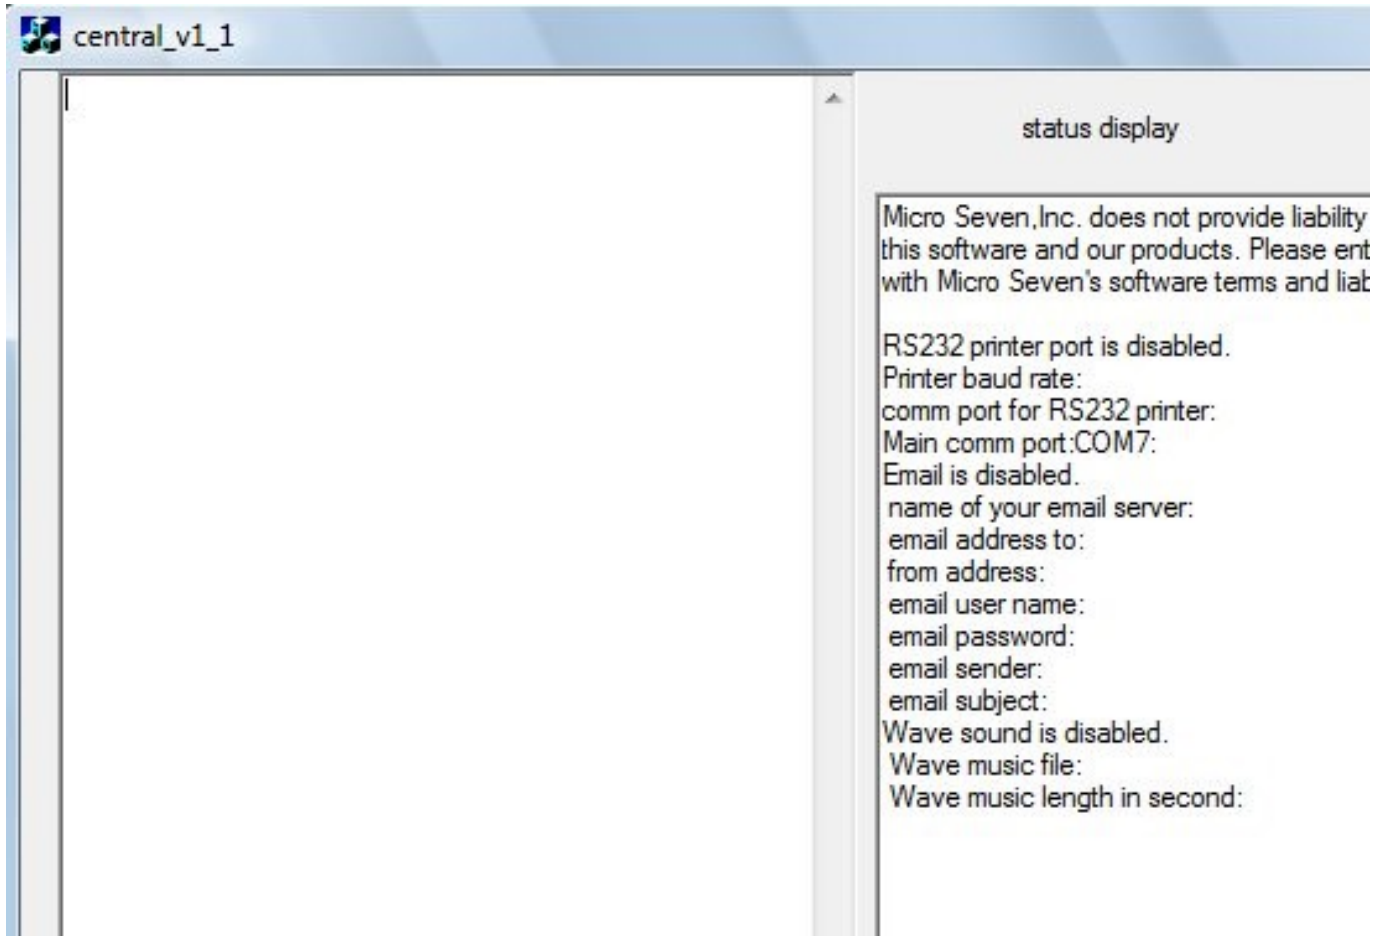 central_v1_1
status display
Micro Seven,Inc. does not provide liability
this software and our products. Please ent
with Micro Seven's software terms and liab
RS232 printer port is disabled.
Printer baud rate:
comm port for RS232 printer:
Main comm port:COM7:
Email is disabled.
name of your email server:
email address to:
from address:
email user name:
email password:
email sender:
email subject:
Wave sound is disabled.
Wave music file:
Wave music length in second: